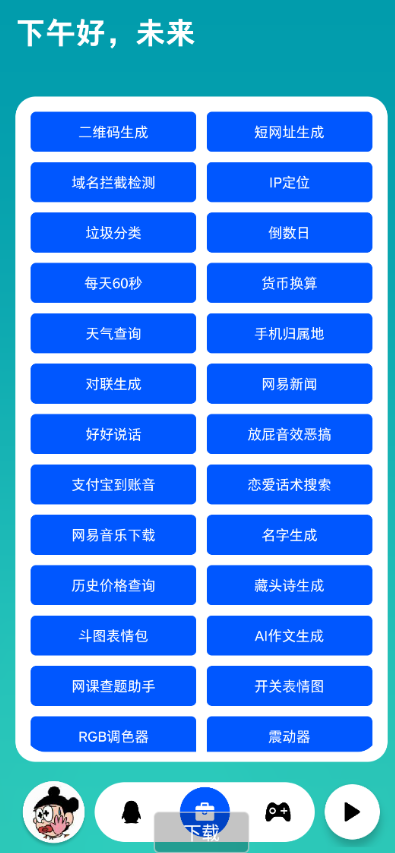 下午好，未来
二维码生成
短网址生成
域名拦截检测
IP定位
垃圾分类
倒数日
每天60秒
货币换算
天气查询
手机归属地
对联生成
网易新闻
好好说话
放屁音效恶搞
支付宝到账音
恋爱话术搜索
网易音乐下载
名字生成
历史价格查询
藏头诗生成
斗图表情包
AI作文生成
网课查题助手
开关表情图
RGB调色器
震动器
下载